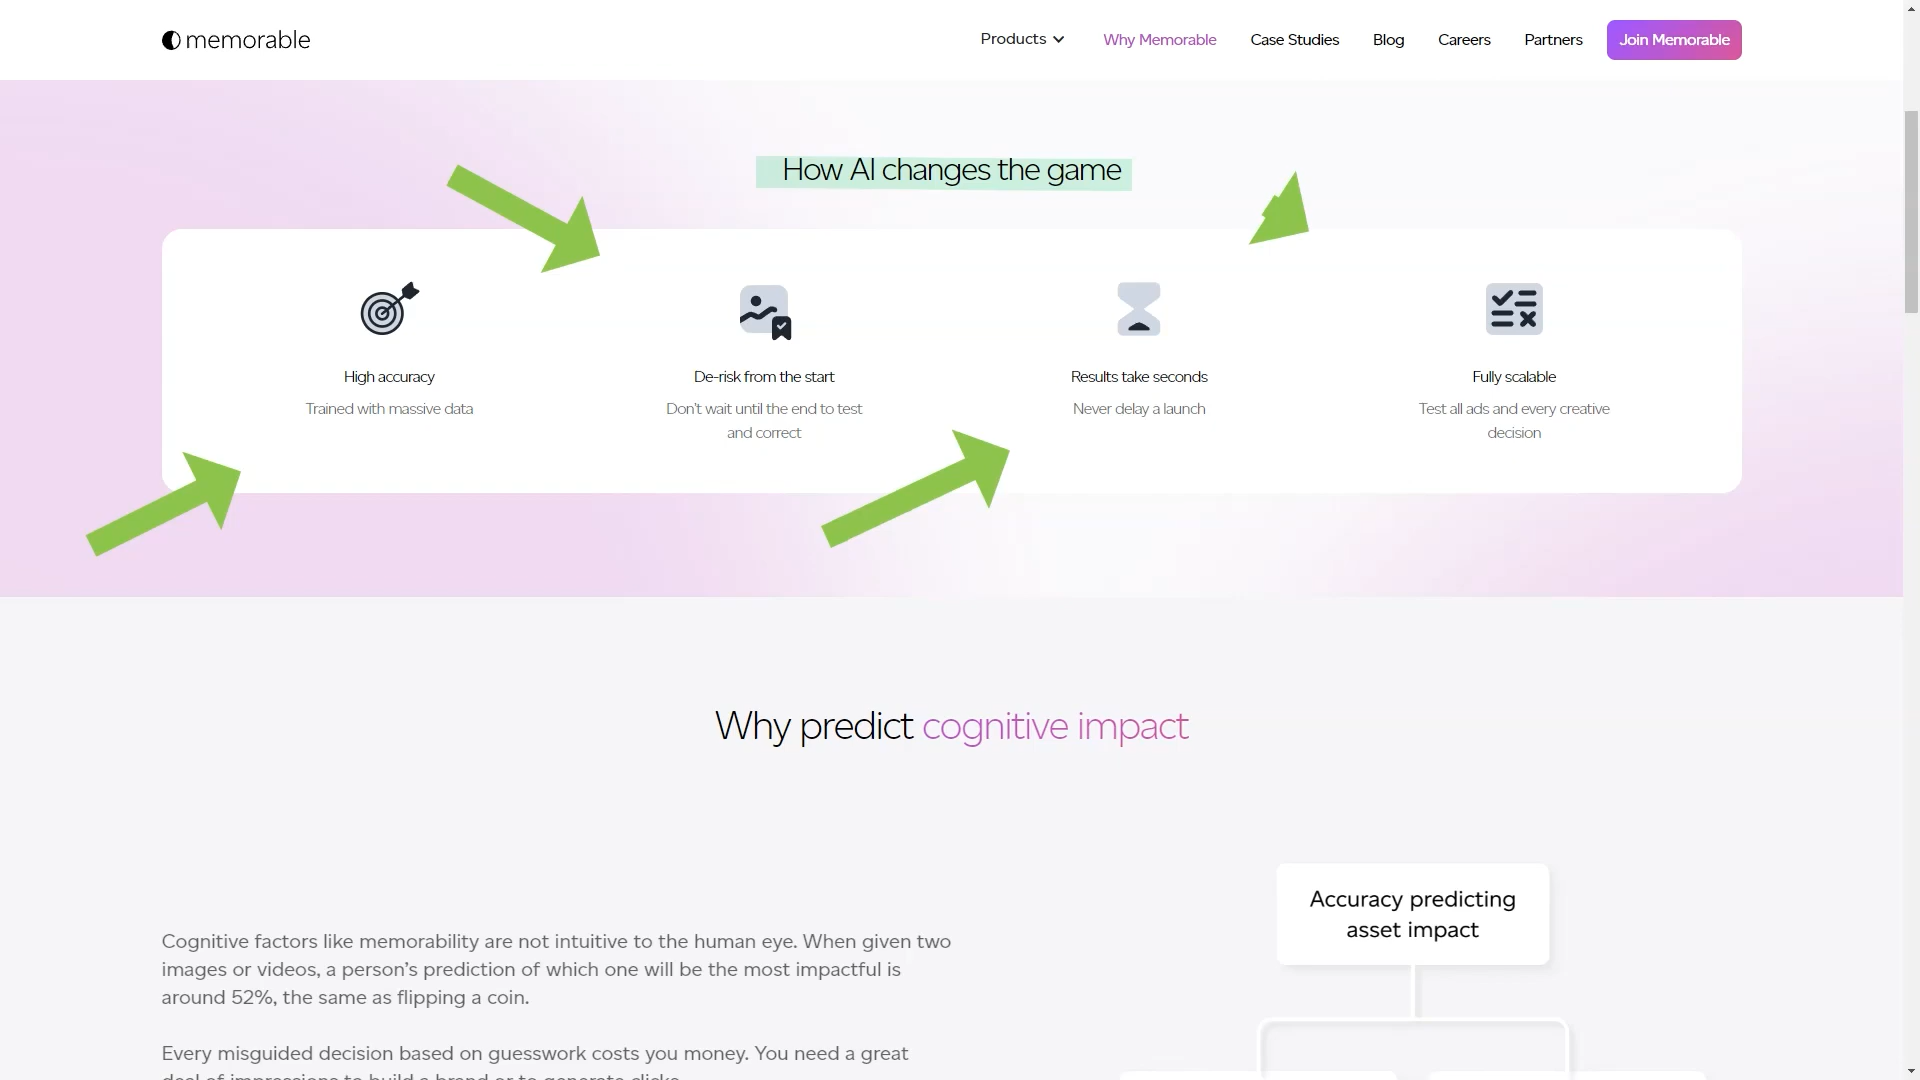 memorable
Products
Why Memorable
Case Studies
Blog
Careers
Partners
Join Memorable
How AI changes the game
High accuracy
Trained with massive data
De-risk from the start
Don't wait until the end to test
and correct
Results take seconds
Never delay a launch
Fully scalable
Test all ads and every creative
decision
Why predict cognitive impact
Cognitive factors like memorability are not intuitive to the human eye. When given two
images or videos, a person's prediction of which one will be the most impactful is
around 52%, the same as flipping a coin.
Every misguided decision based on guesswork costs you money. You need a great
deal of impressions to build a brand or to generate clicks.
Accuracy predicting
asset impact